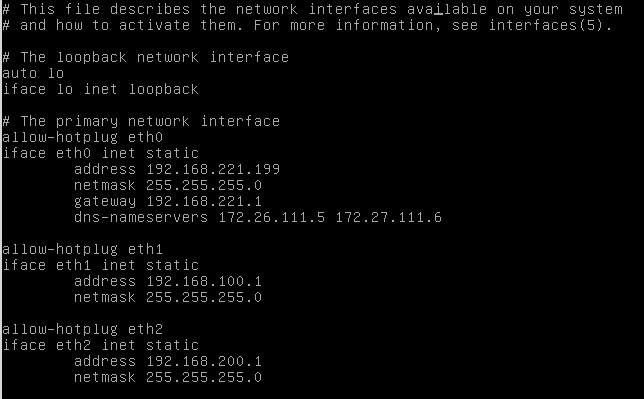 # This file describes the network interfaces available on your system
# and how to activate them. For more information, see interfaces(5).
# The loopback network interface
auto lo
iface lo inet loopback
# The primary network interface
allow-hotplug eth0
iface eth0 inet static
address 192.168.221.199
netmask 255.255.255.0
gateway 192.168.221.1
dns-nameservers 172.26.111.5 172.27.111.6
allow-hotplug eth1
iface eth1 inet static
address 192.168.100.1
netmask 255.255.255.0
allow-hotplug eth2
iface eth2 inet static
address 192.168.200.1
netmask 255.255.255.0